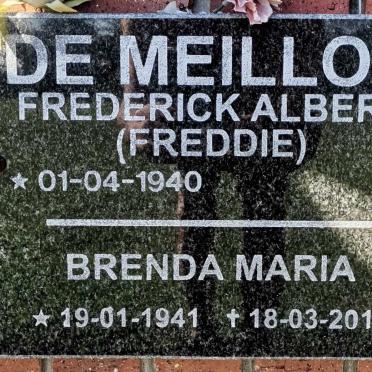 DE MEILLO
FREDERICK ALBER
(FREDDIE)
★ 01-04-1940
BRENDA MARIA
★ 19-01-1941 ✝ 18-03-201